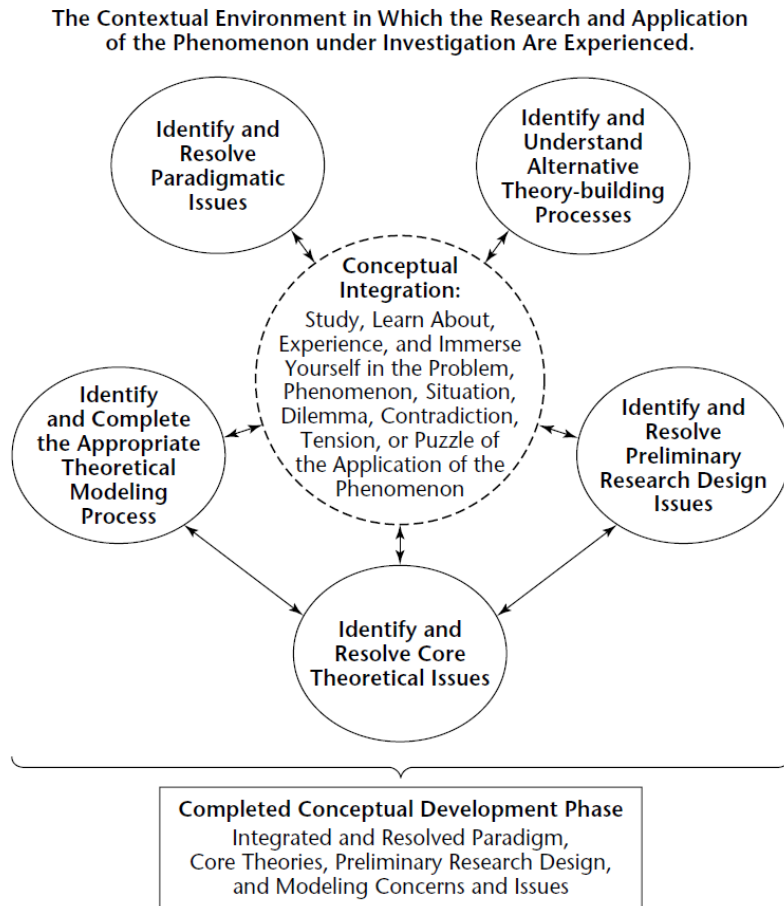 The Contextual Environment in Which the Research and Application
of the Phenomenon under Investigation Are Experienced.
Identify and
Resolve
Paradigmatic
Issues
Identify and
Understand
Alternative
Theory-building
Processes
Conceptual
Integration:
Study, Learn About,
Experience, and Immerse
Yourself in the Problem,
Phenomenon, Situation,
Dilemma, Contradiction,
Tension, or Puzzle of
the Application of the
Phenomenon
Identify
and Complete
the Appropriate
Theoretical
Modeling
Process
Identify and
Resolve
Preliminary
Research Design
Issues
Identify and
Resolve Core
Theoretical Issues
Completed Conceptual Development Phase
Integrated and Resolved Paradigm,
Core Theories, Preliminary Research Design,
and Modeling Concerns and Issues